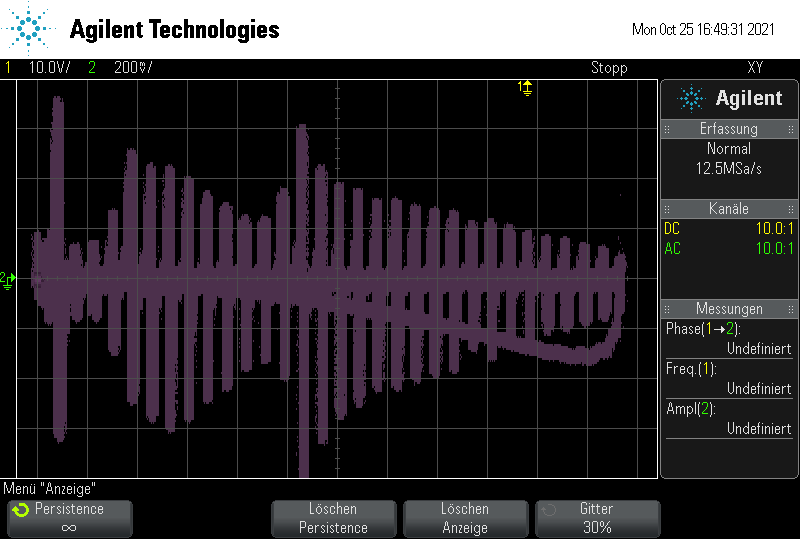 Agilent Technologies
Mon Oct 25 16:49:31 2021
1 10.0V/ 2 200mV/ Stopp XY
1
2
Agilent
Erfassung
Normal
12.5MSa/s
Kanäle
DC 10.0:1
AC 10.0:1
Messungen
Phase(1→2):
Undefiniert
Freq.(1):
Undefiniert
Ampl(2):
Undefiniert
Menü "Anzeige"
Persistence
∞
Löschen
Persistence
Löschen
Anzeige
Gitter
30%